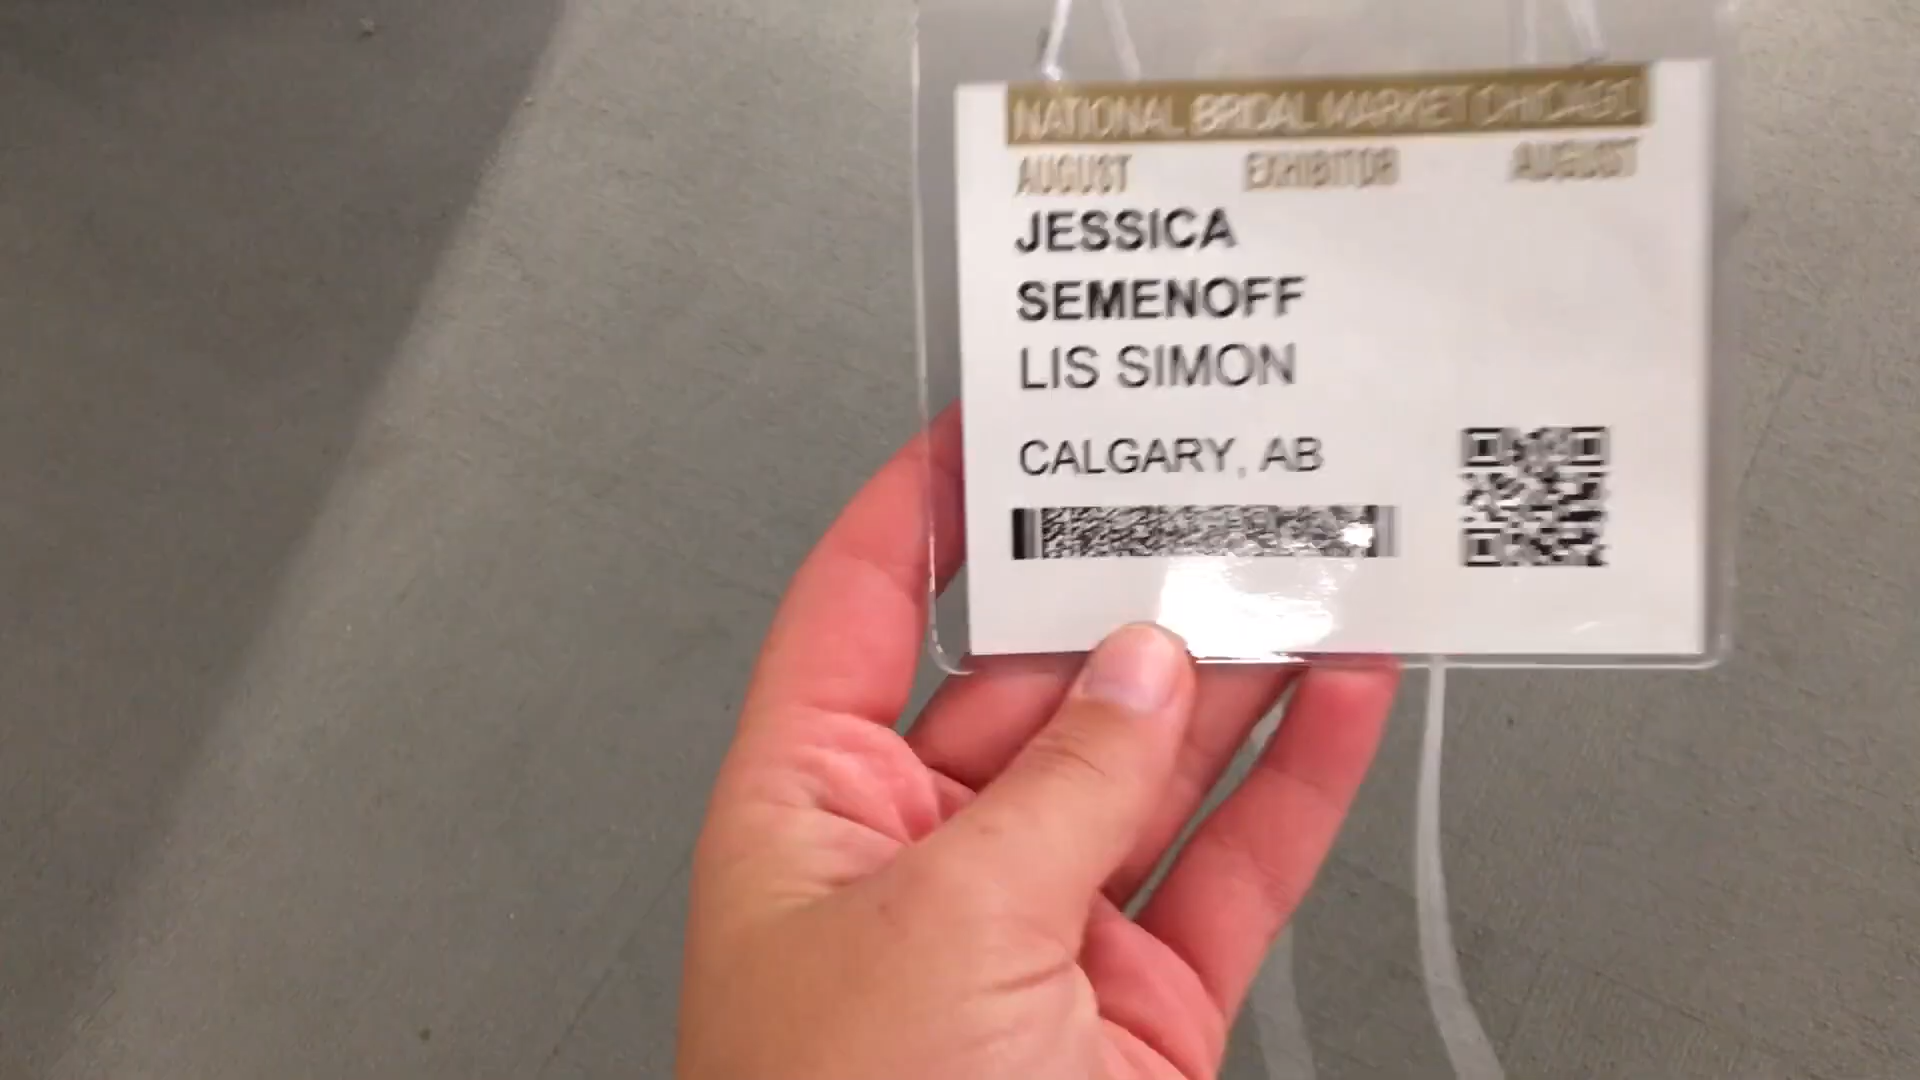 NATIONAL BRIDAL MARKET CHICAGO
AUGUST EXHIBITOR AUGUST
JESSICA
SEMENOFF
LIS SIMON
CALGARY, AB